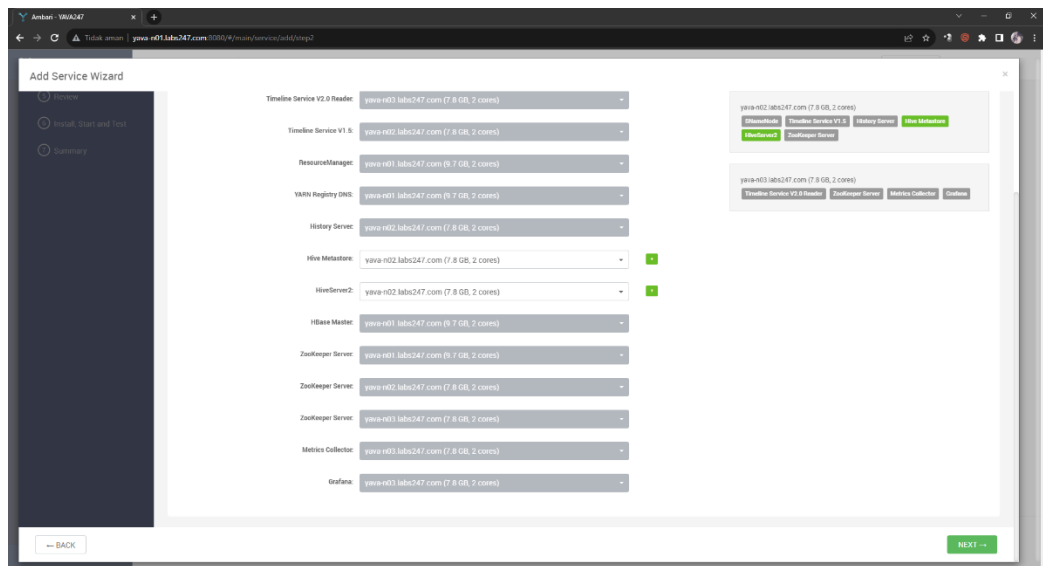 Ambari - YAVA247
Tidak aman | yava-n01.labs247.com:8080/#/main/service/add/step2
Add Service Wizard
5 Review
6 Install, Start and Test
7 Summary
Timeline Service V2.0 Reader: yava-n03.labs247.com (7.8 GB, 2 cores)
Timeline Service V1.5: yava-n02.labs247.com (7.8 GB, 2 cores)
ResourceManager: yava-n01.labs247.com (9.7 GB, 2 cores)
YARN Registry DNS: yava-n01.labs247.com (9.7 GB, 2 cores)
History Server: yava-n02.labs247.com (7.8 GB, 2 cores)
Hive Metastore: yava-n02.labs247.com (7.8 GB, 2 cores)
HiveServer2: yava-n02.labs247.com (7.8 GB, 2 cores)
HBase Master: yava-n01.labs247.com (9.7 GB, 2 cores)
ZooKeeper Server: yava-n01.labs247.com (9.7 GB, 2 cores)
ZooKeeper Server: yava-n02.labs247.com (7.8 GB, 2 cores)
ZooKeeper Server: yava-n03.labs247.com (7.8 GB, 2 cores)
Metrics Collector: yava-n03.labs247.com (7.8 GB, 2 cores)
Grafana: yava-n03.labs247.com (7.8 GB, 2 cores)
yava-n02.labs247.com (7.8 GB, 2 cores)
SNameNode Timeline Service V1.5 History Server Hive Metastore
HiveServer2 ZooKeeper Server
yava-n03.labs247.com (7.8 GB, 2 cores)
Timeline Service V2.0 Reader ZooKeeper Server Metrics Collector Grafana
← BACK
NEXT →